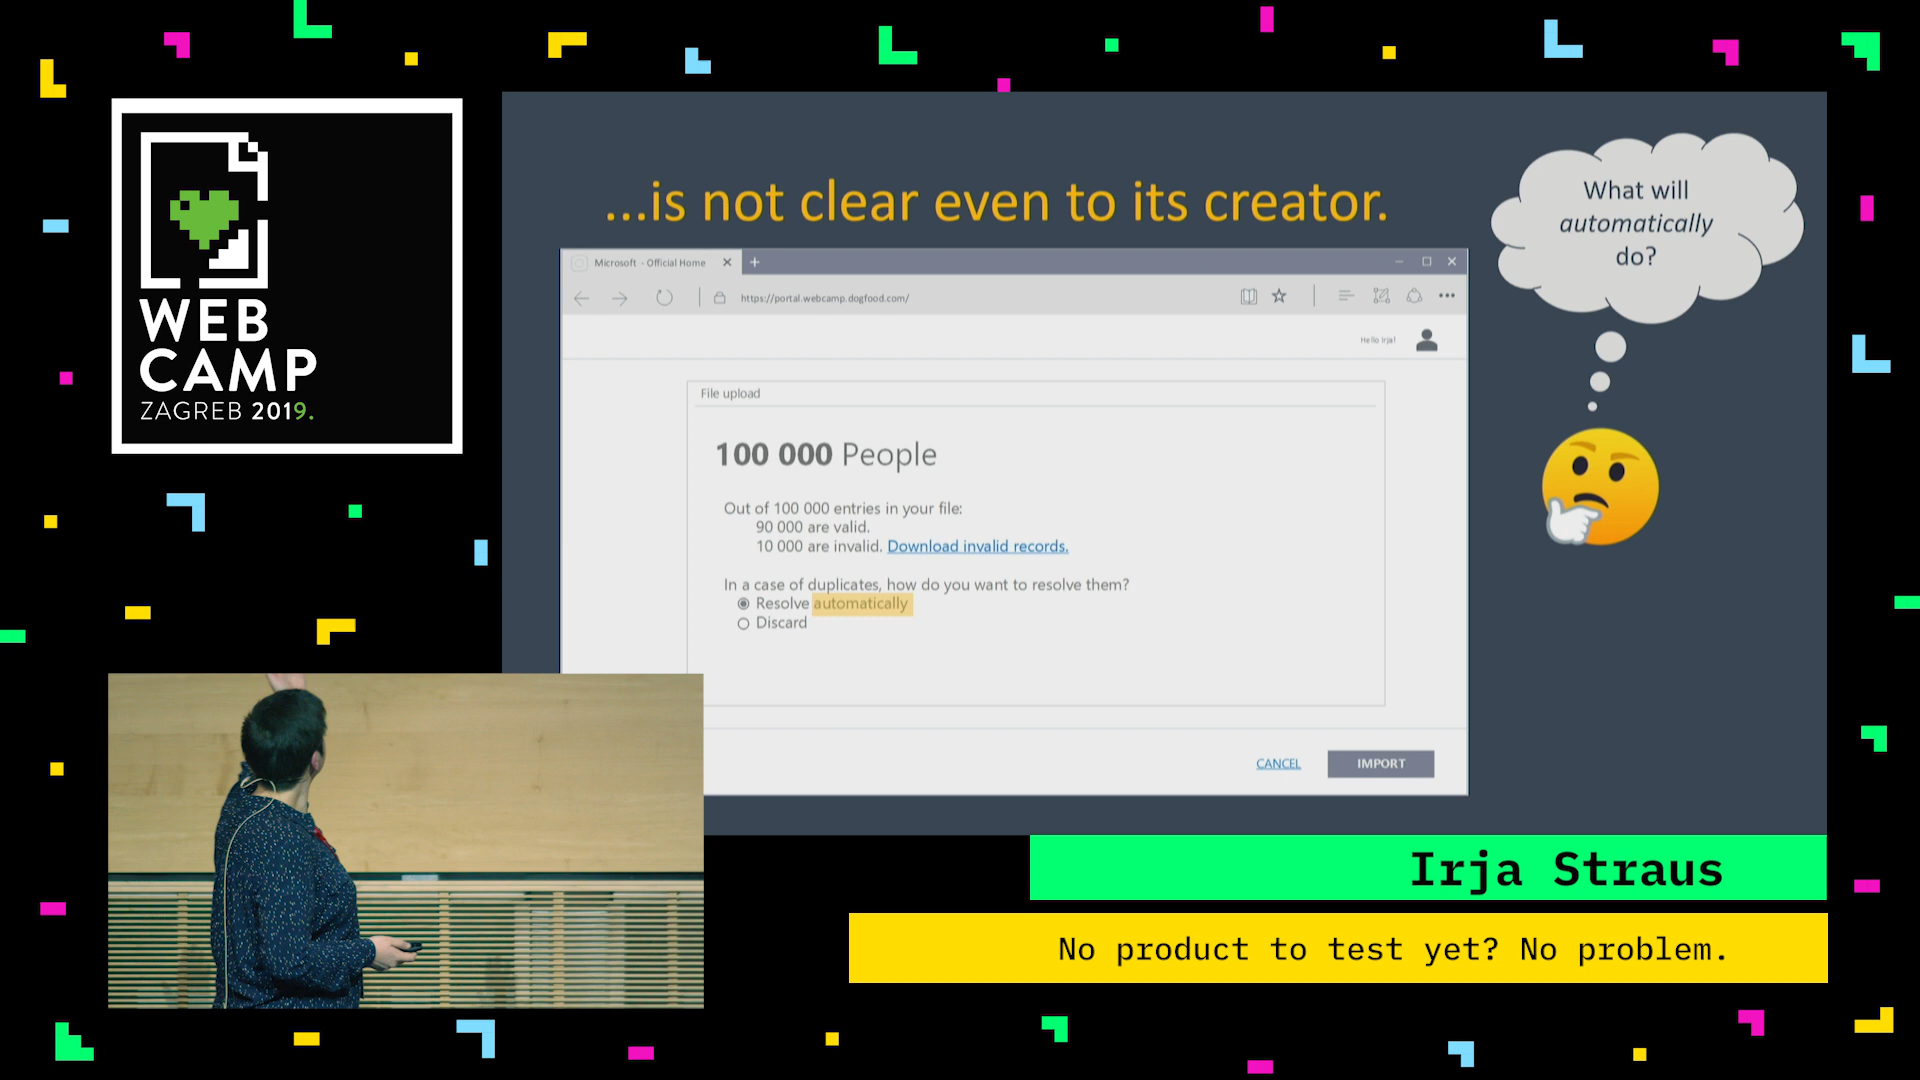 WEB
CAMP
ZAGREB 2019.
...is not clear even to its creator.
What will
automatically
do?
Microsoft - Official Home
https://portal.webcamp.dogfood.com/
Hello Irja!
File upload
100 000 People
Out of 100 000 entries in your file:
90 000 are valid.
10 000 are invalid. Download invalid records.
In a case of duplicates, how do you want to resolve them?
Resolve automatically
Discard
CANCEL
IMPORT
Irja Straus
No product to test yet? No problem.